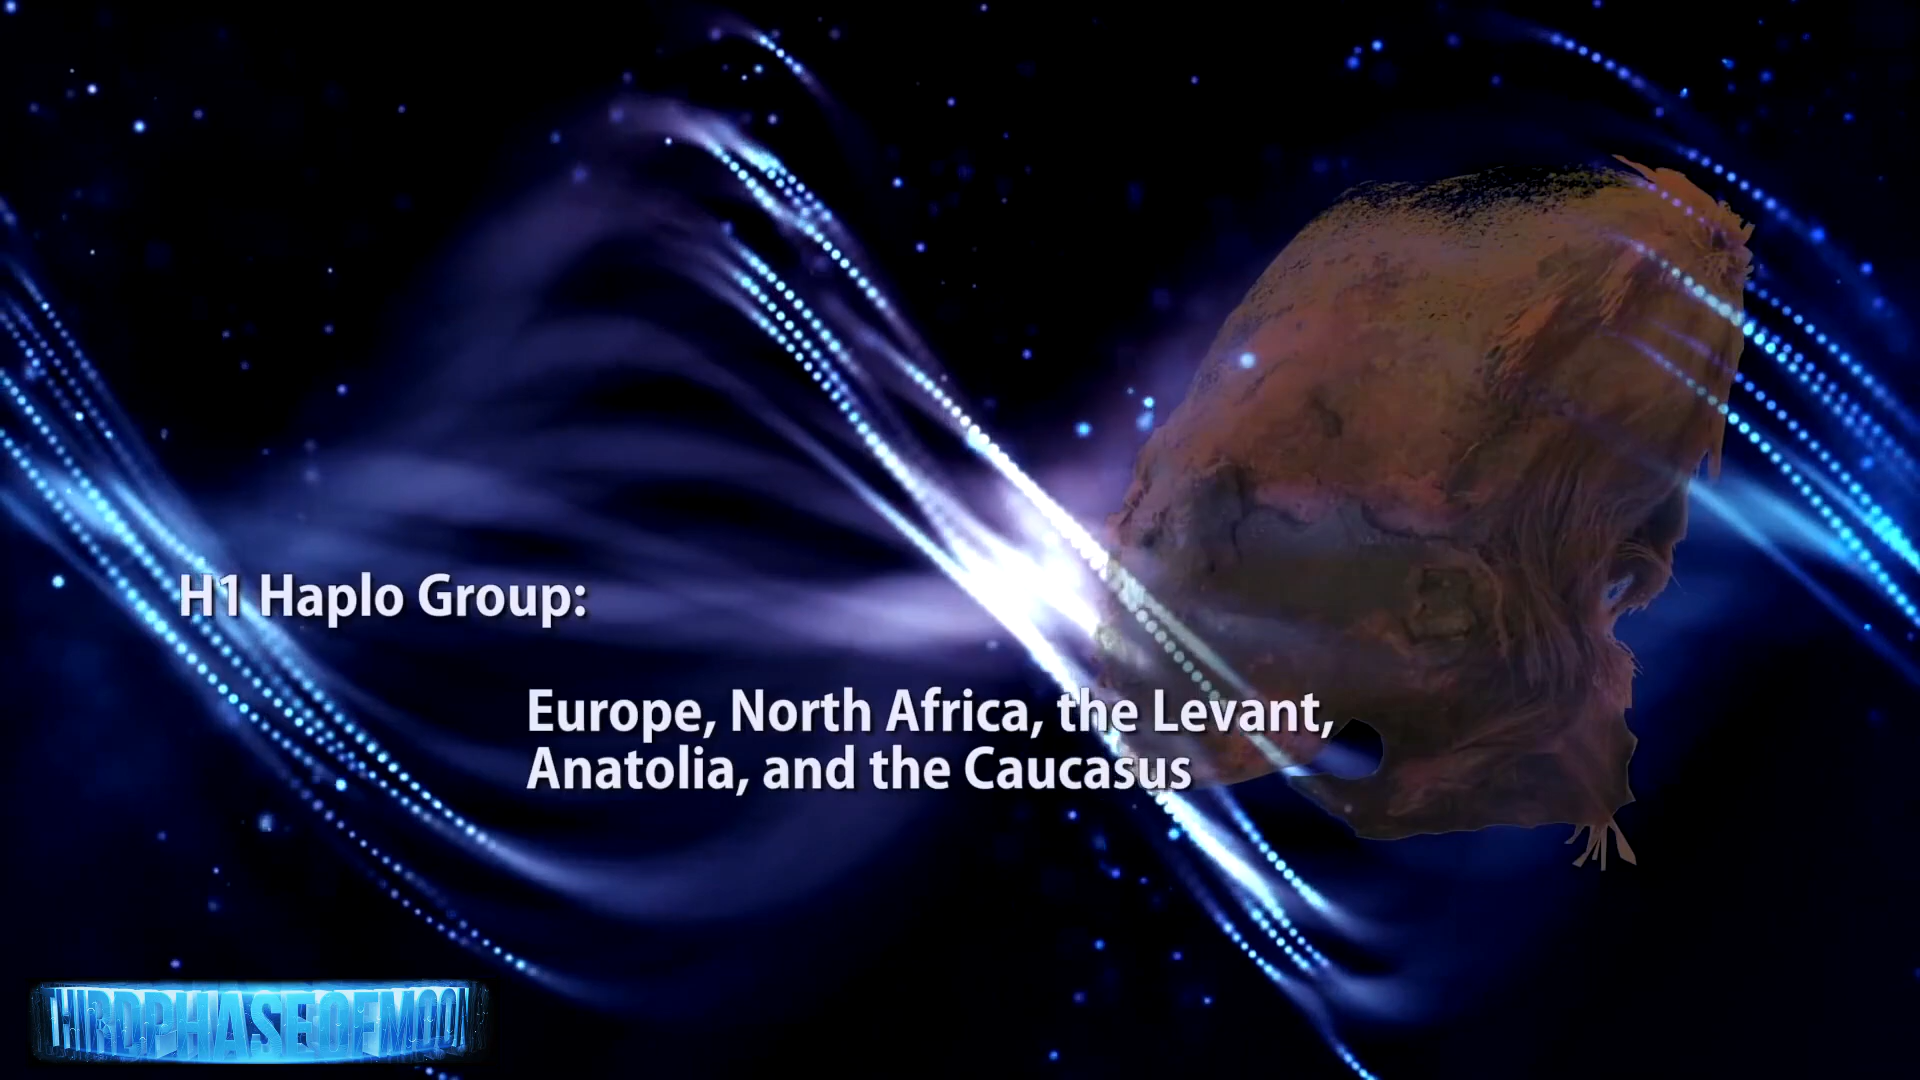 H1 Haplo Group:
Europe, North Africa, the Levant,
Anatolia, and the Caucasus
THIRDPHASEOFMOON